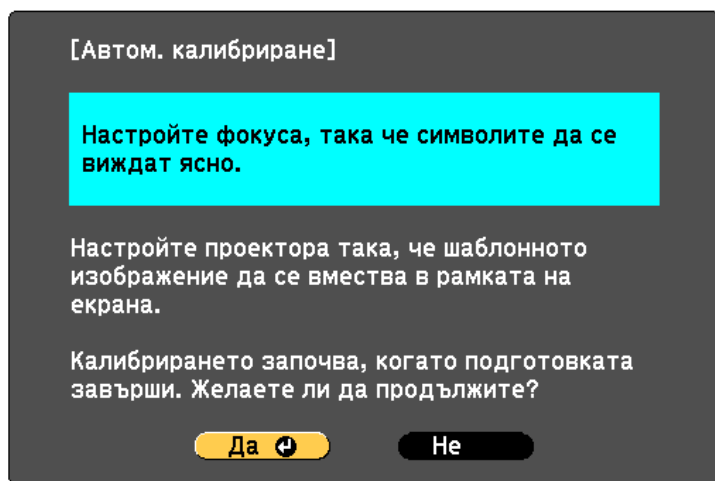 [Автом. калибриране]
Настройте фокуса, така че символите да се
виждат ясно.
Настройте проектора така, че шаблонното
изображение да се вмества в рамката на
екрана.
Калибрирането започва, когато подготовката
завърши. Желаете ли да продължите?
Да Не